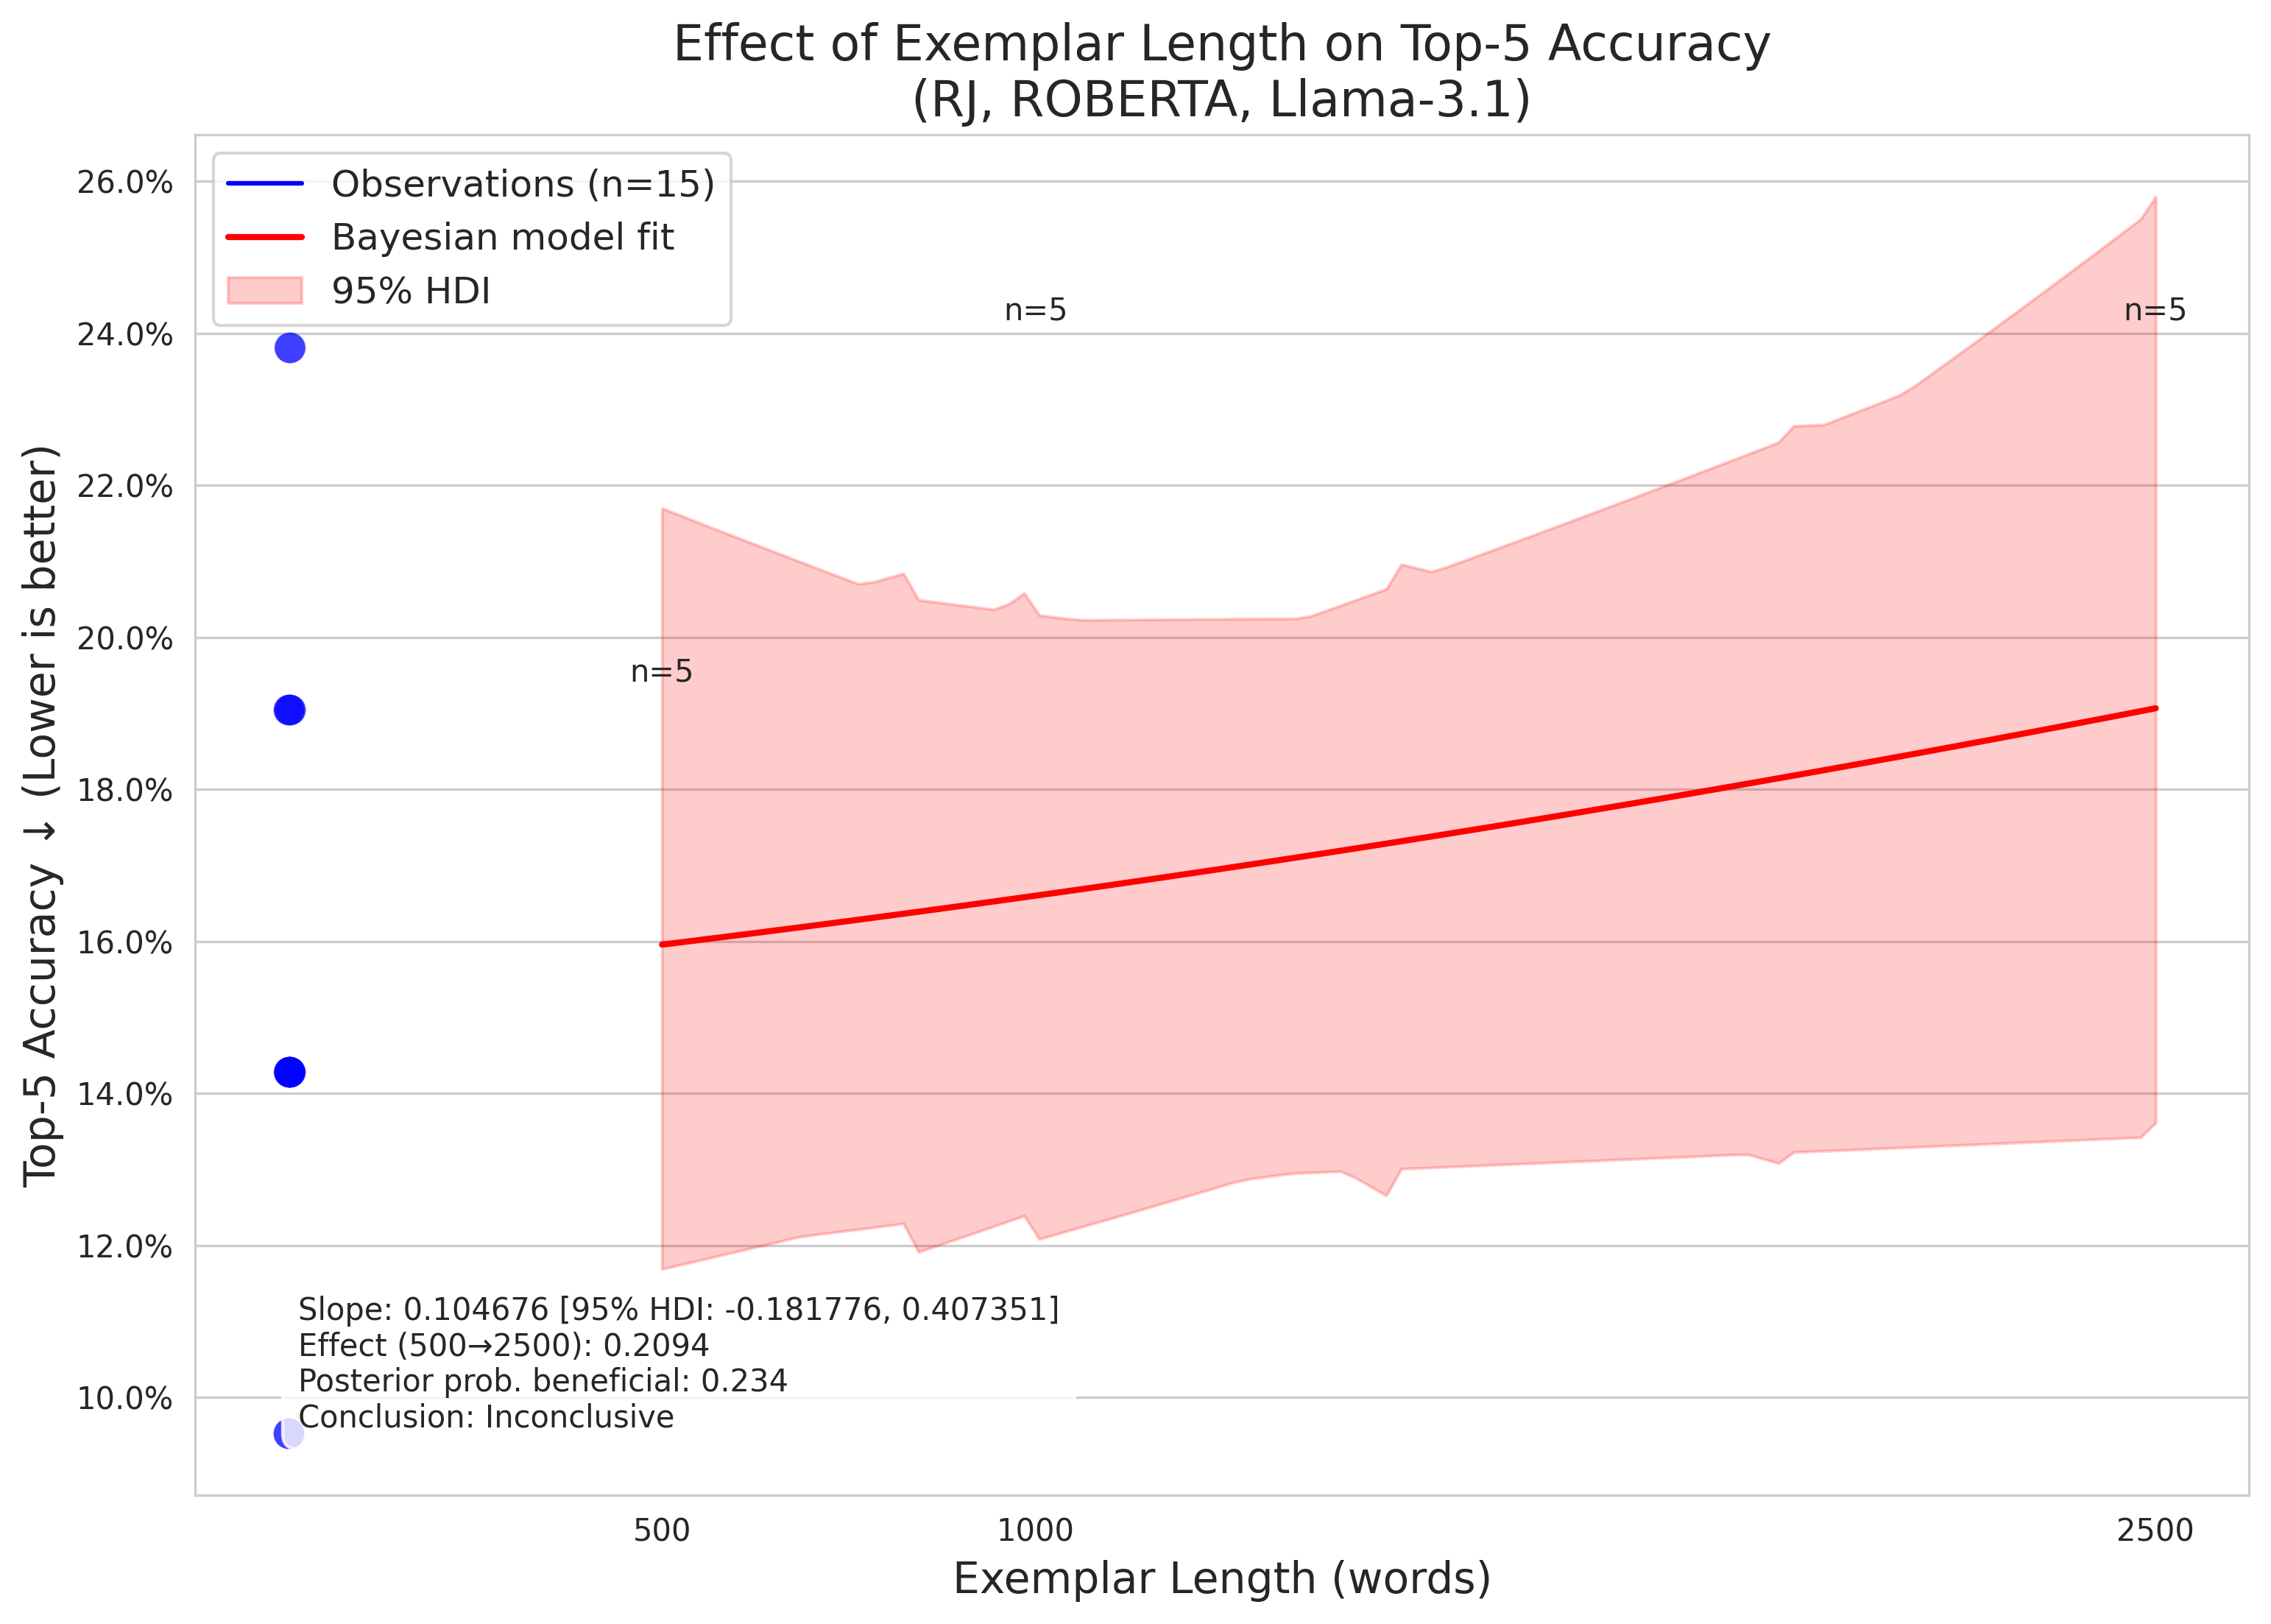 Effect of Exemplar Length on Top-5 Accuracy
(RJ, ROBERTA, Llama-3.1)
Top-5 Accuracy ↓ (Lower is better)
26.0%
24.0%
22.0%
20.0%
18.0%
16.0%
14.0%
12.0%
10.0%
Observations (n=15)
Bayesian model fit
95% HDI
n=5
n=5
n=5
Slope: 0.104676 [95% HDI: -0.181776, 0.407351]
Effect (500→2500): 0.2094
Posterior prob. beneficial: 0.234
Conclusion: Inconclusive
500
1000
2500
Exemplar Length (words)